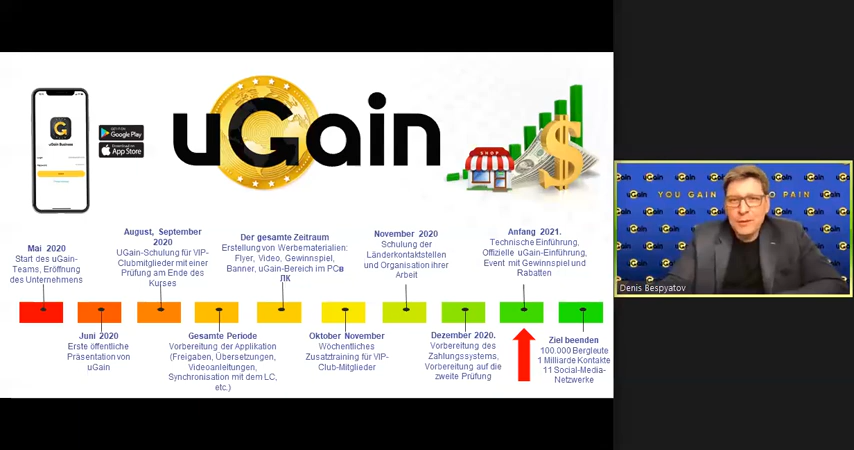 uGain
uGain Business
GET IT ON
Google Play
Download on
App Store
SHOP
Mai 2020
Start des uGain-
Teams, Eröffnung
des Unternehmens
August, September
2020
UGain-Schulung für VIP-
Clubmitglieder mit einer
Prüfung am Ende des
Kurses
Der gesamte Zeitraum
Erstellung von Werbematerialien:
Flyer, Video, Gewinnspiel,
Banner, uGain-Bereich im PCв
ЛК
November 2020
Schulung der
Länderkontaktstellen
und Organisation ihrer
Arbeit
Anfang 2021.
Technische Einführung,
Offizielle uGain-Einführung,
Event mit Gewinnspiel und
Rabatten
Juni 2020
Erste öffentliche
Präsentation von
uGain
Gesamte Periode
Vorbereitung der Applikation
(Freigaben, Übersetzungen,
Videoanleitungen,
Synchronisation mit dem LC,
etc.)
Oktober November
Wöchentliches
Zusatztraining für VIP-
Club-Mitglieder
Dezember 2020.
Vorbereitung des
Zahlungssystems,
Vorbereitung auf die
zweite Prüfung
Ziel beenden
100.000 Bergleute
1 Milliarde Kontakte
11 Social-Media-
Netzwerke
YOU GAIN
O PAIN
Denis Bespyatov